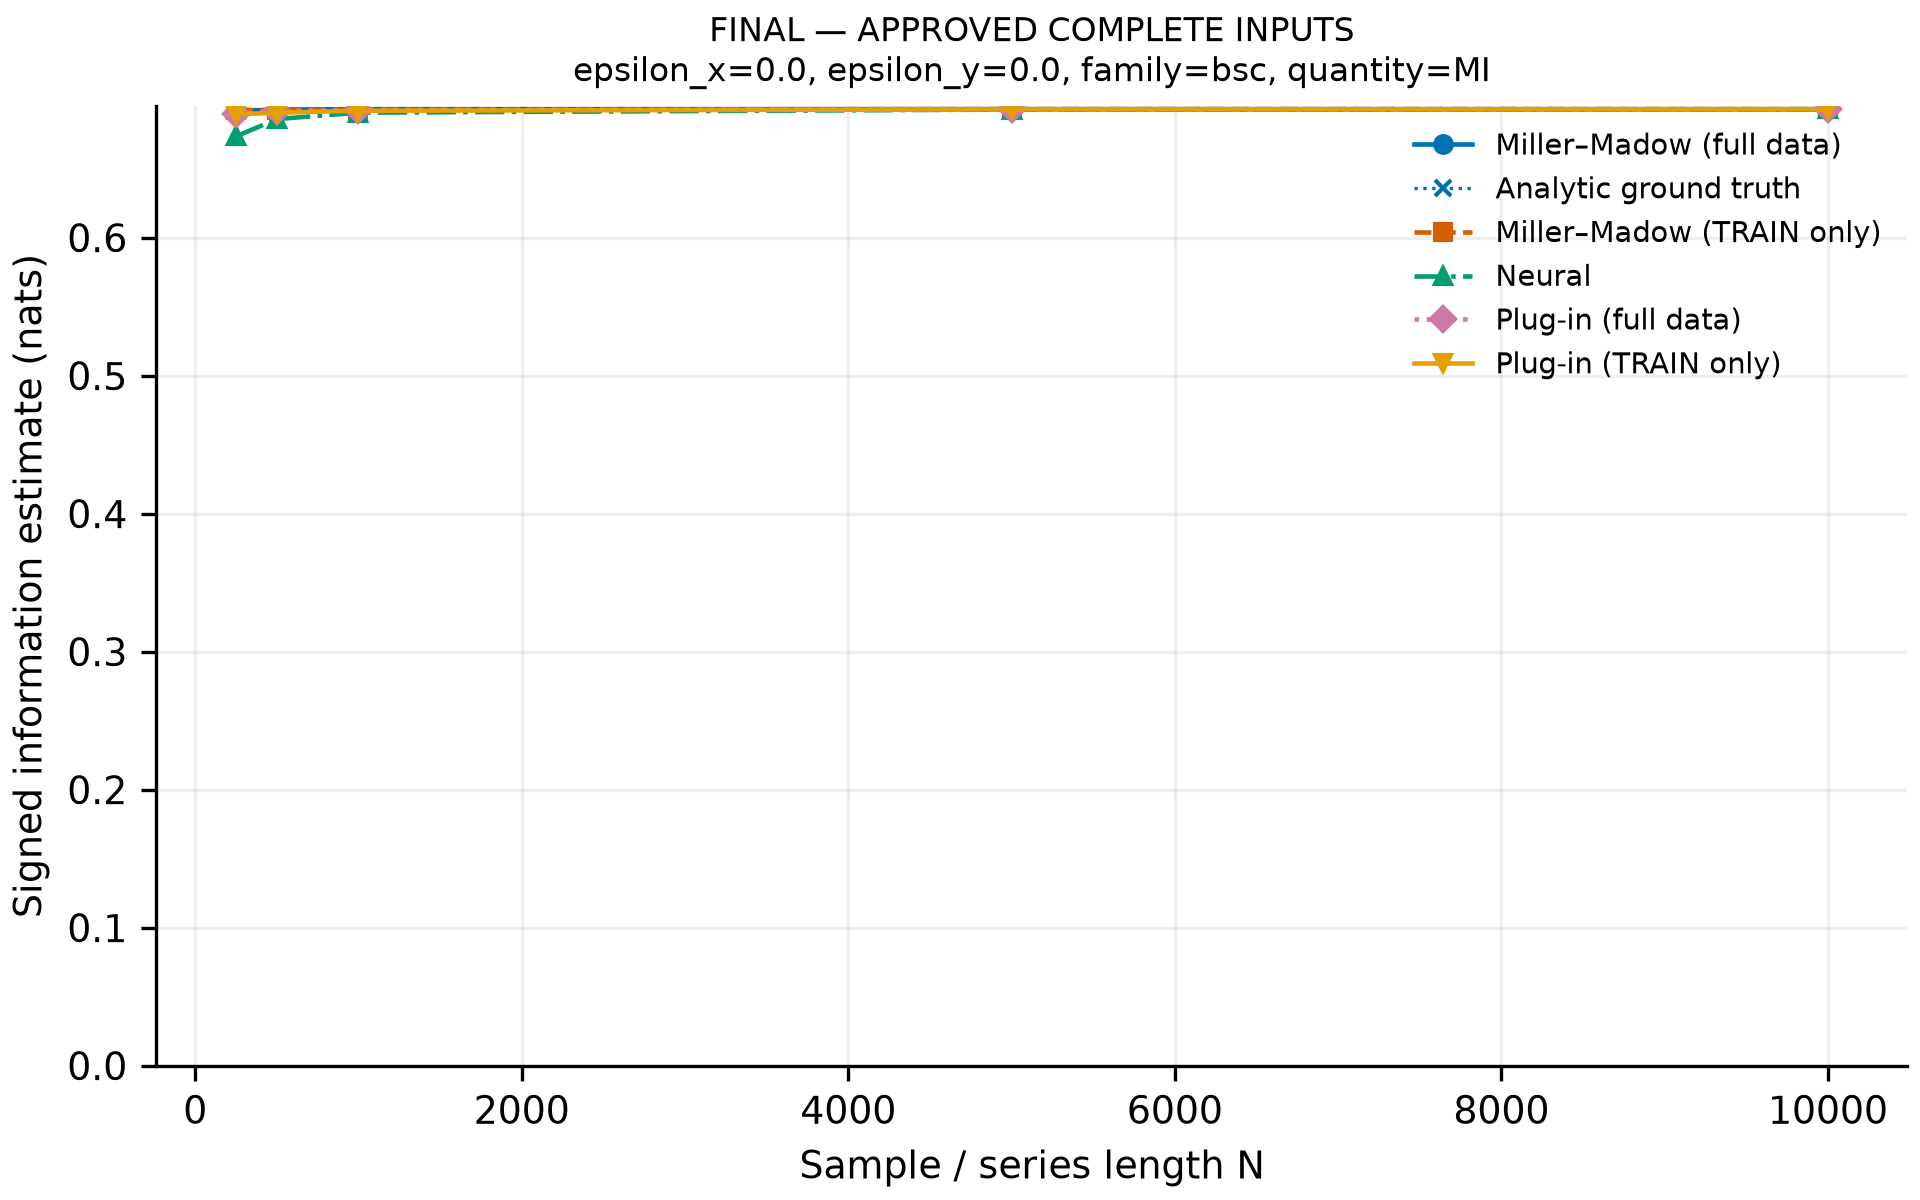 FINAL — APPROVED COMPLETE INPUTS
epsilon_x=0.0, epsilon_y=0.0, family=bsc, quantity=MI
Miller–Madow (full data)
Analytic ground truth
Miller–Madow (TRAIN only)
Neural
Plug-in (full data)
Plug-in (TRAIN only)
Signed information estimate (nats)
0.6
0.5
0.4
0.3
0.2
0.1
0.0
0 2000 4000 6000 8000 10000
Sample / series length N